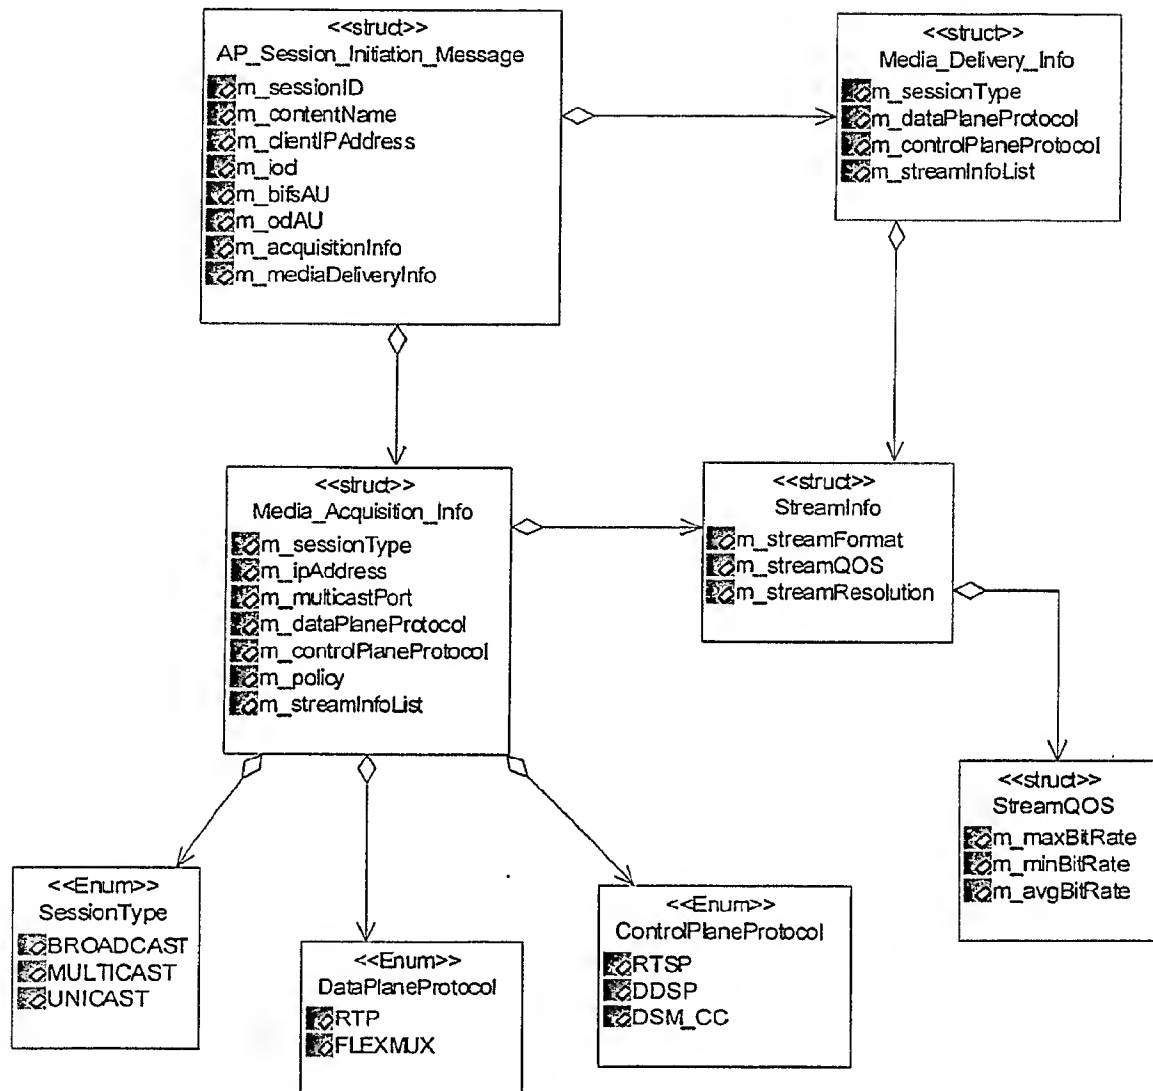 <<struct>>
AP_Session_Initiation_Message
m_sessionID
m_contentName
m_clientIPAddress
m_iod
m_bifsAU
m_odAU
m_acquisitionInfo
m_mediaDeliveryInfo
<<struct>>
Media_Delivery_Info
m_sessionType
m_dataPlaneProtocol
m_controlPlaneProtocol
m_streamInfoList
<<struct>>
Media_Acquisition_Info
m_sessionType
m_ipAddress
m_multicastPort
m_dataPlaneProtocol
m_controlPlaneProtocol
m_policy
m_streamInfoList
<<struct>>
StreamInfo
m_streamFormat
m_streamQOS
m_streamResolution
<<struct>>
StreamQOS
m_maxBitRate
m_minBitRate
m_avgBitRate
<<Enum>>
SessionType
BROADCAST
MULTICAST
UNICAST
<<Enum>>
DataPlaneProtocol
RTP
FLEXMUX
<<Enum>>
ControlPlaneProtocol
RTSP
DDSP
DSM_CC